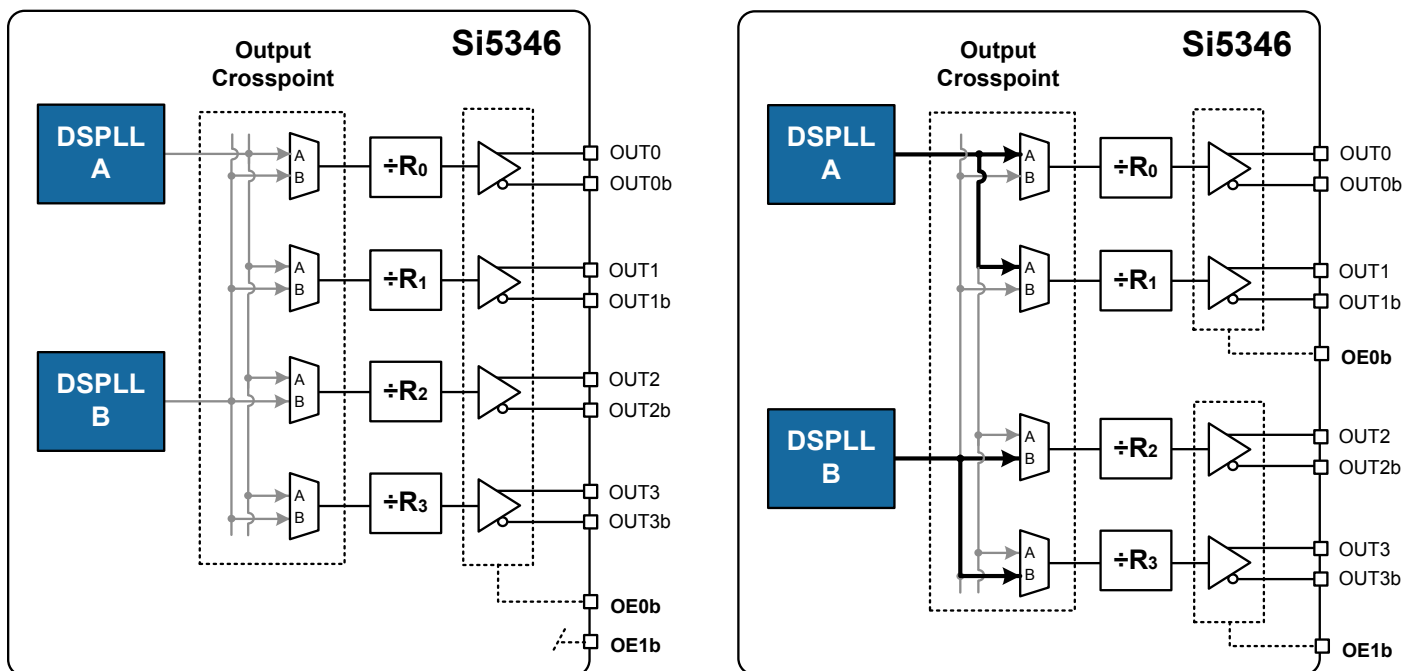 Si5346
Output
Crosspoint
DSPLL
A
A
B
÷R0
OUT0
OUT0b
A
B
÷R1
OUT1
OUT1b
DSPLL
B
A
B
÷R2
OUT2
OUT2b
A
B
÷R3
OUT3
OUT3b
OE0b
OE1b
Si5346
Output
Crosspoint
DSPLL
A
A
B
÷R0
OUT0
OUT0b
A
B
÷R1
OUT1
OUT1b
OE0b
DSPLL
B
A
B
÷R2
OUT2
OUT2b
A
B
÷R3
OUT3
OUT3b
OE1b